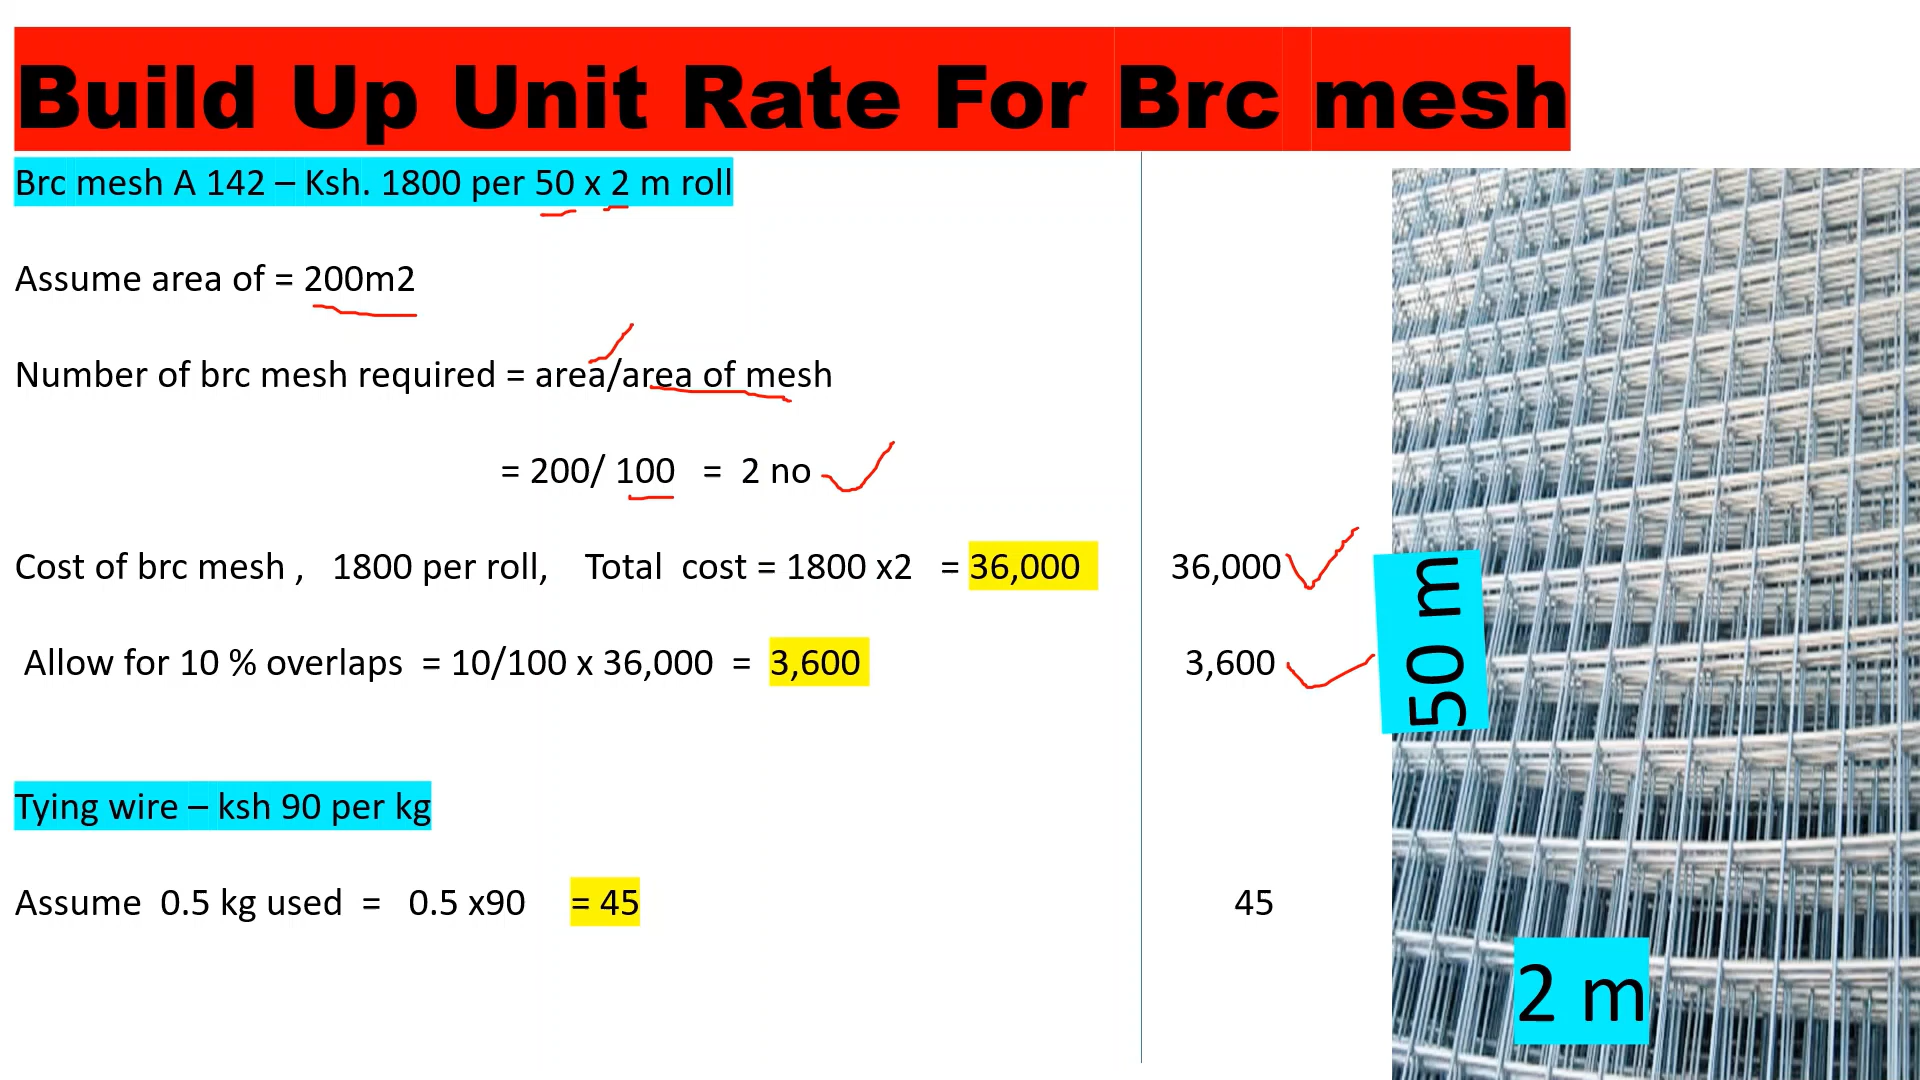 Build Up Unit Rate For Brc mesh
Brc mesh A 142 – Ksh. 1800 per 50 x 2 m roll
Assume area of = 200m2
Number of brc mesh required = area/area of mesh
= 200/ 100 = 2 no
Cost of brc mesh , 1800 per roll, Total cost = 1800 x2 = 36,000 36,000
Allow for 10 % overlaps = 10/100 x 36,000 = 3,600 3,600
Tying wire – ksh 90 per kg
Assume 0.5 kg used = 0.5 x90 = 45 45
50 m
2 m